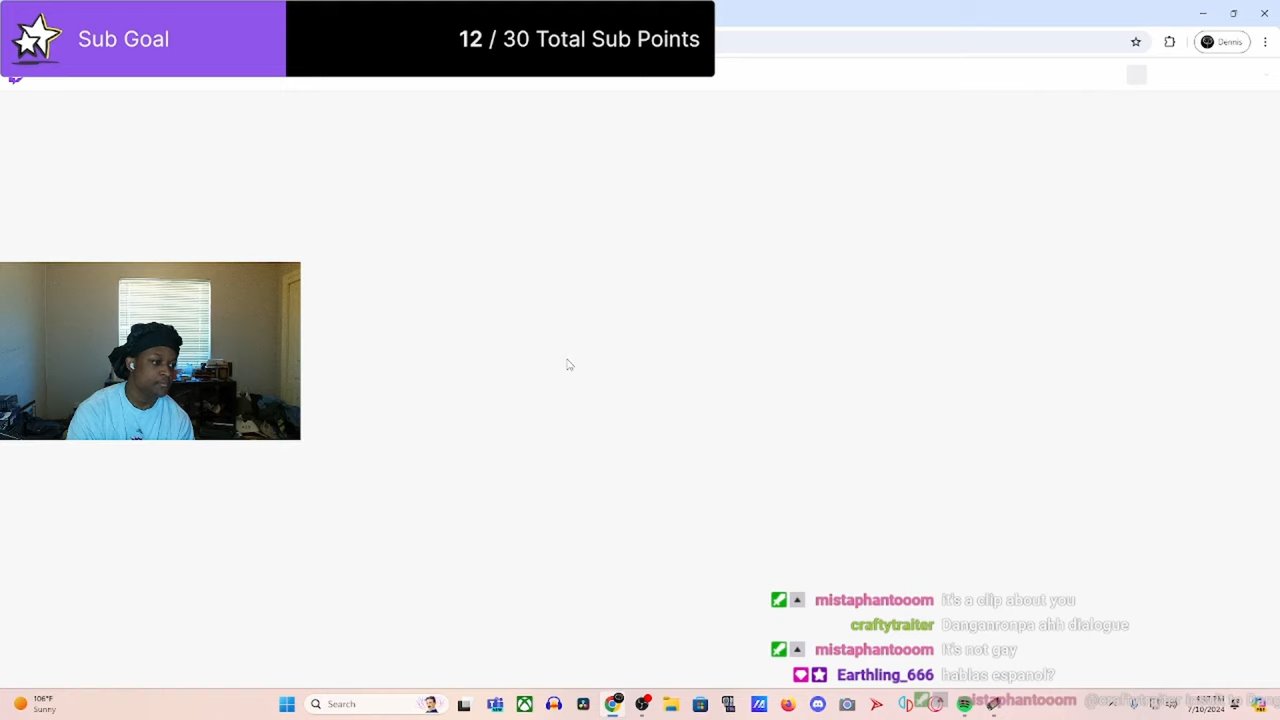 Sub Goal
12 / 30 Total Sub Points
Dennis
mistaphantooom it's a clip about you
craftytraiter Danganronpa ahh dialogue
mistaphantooom It's not gay
Earthling_666 hablas espanol?
mistaphantooom
106°F
Sunny
Search
7/10/2024